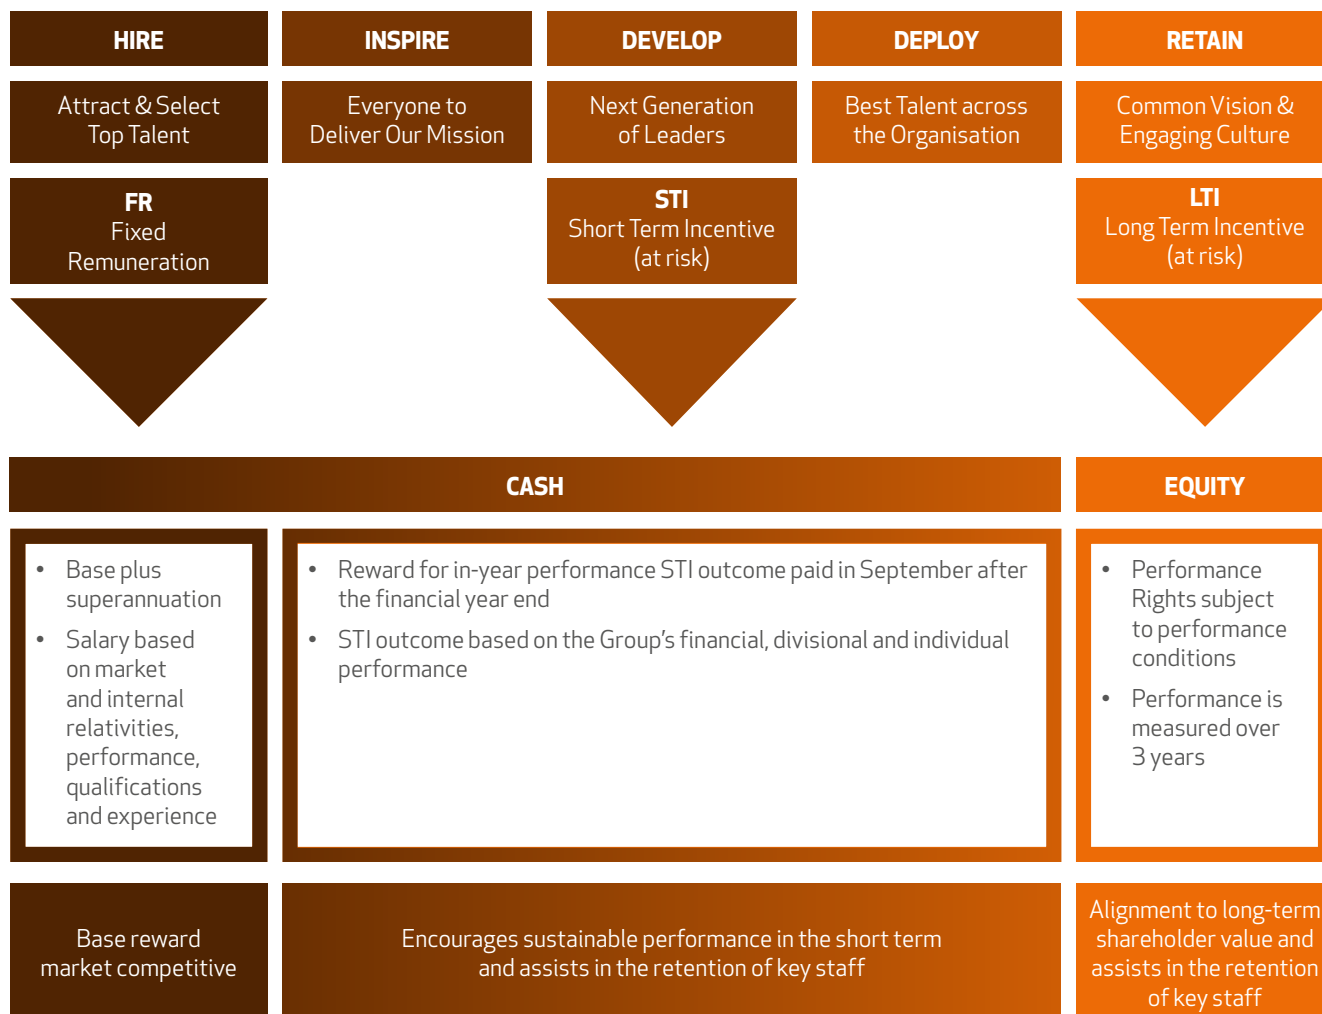 HIRE
INSPIRE
DEVELOP
DEPLOY
RETAIN
Attract & Select
Top Talent
Everyone to
Deliver Our Mission
Next Generation
of Leaders
Best Talent across
the Organisation
Common Vision &
Engaging Culture
FR
Fixed
Remuneration
STI
Short Term Incentive
(at risk)
LTI
Long Term Incentive
(at risk)
CASH
EQUITY
• Base plus
superannuation
• Salary based
on market
and internal
relativities,
performance,
qualifications
and experience
• Reward for in-year performance STI outcome paid in September after
the financial year end
• STI outcome based on the Group's financial, divisional and individual
performance
• Performance
Rights subject
to performance
conditions
• Performance is
measured over
3 years
Base reward
market competitive
Encourages sustainable performance in the short term
and assists in the retention of key staff
Alignment to long-term
shareholder value and
assists in the retention
of key staff